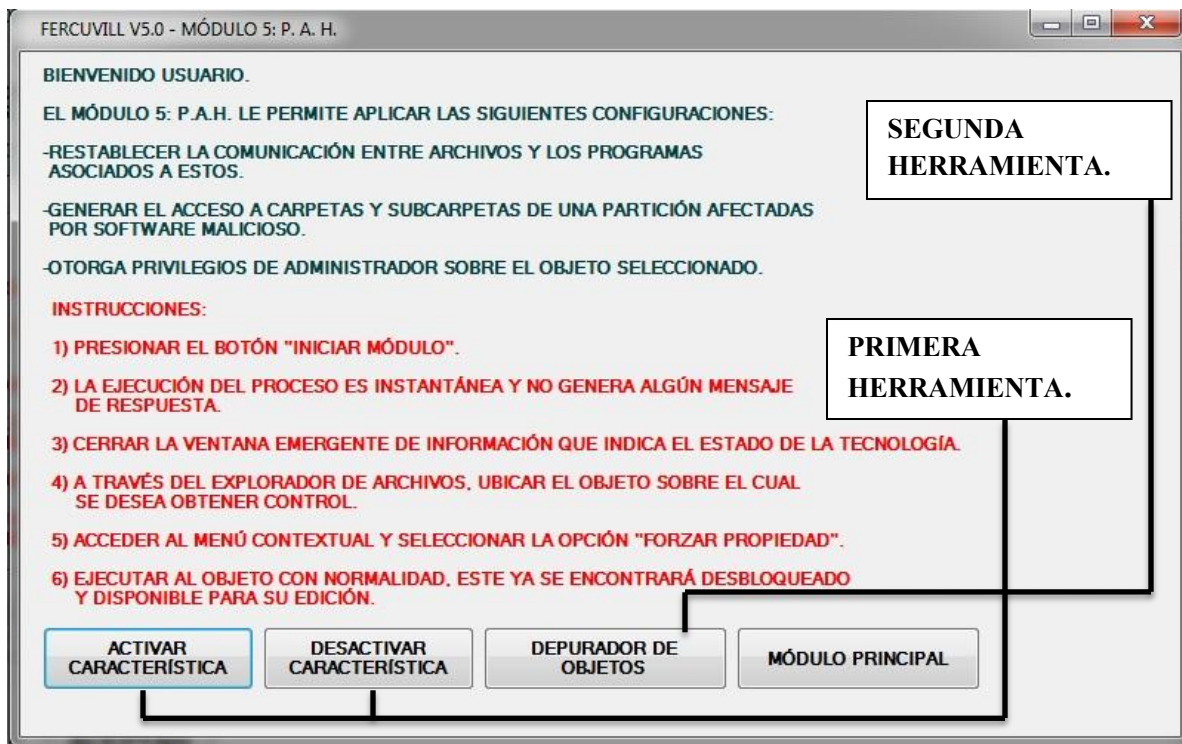 FERCUVILL V5.0 - MÓDULO 5: P. A. H.
BIENVENIDO USUARIO.
EL MÓDULO 5: P.A.H. LE PERMITE APLICAR LAS SIGUIENTES CONFIGURACIONES:
-RESTABLECER LA COMUNICACIÓN ENTRE ARCHIVOS Y LOS PROGRAMAS
ASOCIADOS A ESTOS.
-GENERAR EL ACCESO A CARPETAS Y SUBCARPETAS DE UNA PARTICIÓN AFECTADAS
POR SOFTWARE MALICIOSO.
-OTORGA PRIVILEGIOS DE ADMINISTRADOR SOBRE EL OBJETO SELECCIONADO.
SEGUNDA
HERRAMIENTA.
INSTRUCCIONES:
1) PRESIONAR EL BOTÓN "INICIAR MÓDULO".
2) LA EJECUCIÓN DEL PROCESO ES INSTANTÁNEA Y NO GENERA ALGÚN MENSAJE
DE RESPUESTA.
3) CERRAR LA VENTANA EMERGENTE DE INFORMACIÓN QUE INDICA EL ESTADO DE LA TECNOLOGÍA.
4) A TRAVÉS DEL EXPLORADOR DE ARCHIVOS, UBICAR EL OBJETO SOBRE EL CUAL
SE DESEA OBTENER CONTROL.
5) ACCEDER AL MENÚ CONTEXTUAL Y SELECCIONAR LA OPCIÓN "FORZAR PROPIEDAD".
6) EJECUTAR AL OBJETO CON NORMALIDAD, ESTE YA SE ENCONTRARÁ DESBLOQUEADO
Y DISPONIBLE PARA SU EDICIÓN.
PRIMERA
HERRAMIENTA.
ACTIVAR
CARACTERÍSTICA
DESACTIVAR
CARACTERÍSTICA
DEPURADOR DE
OBJETOS
MÓDULO PRINCIPAL